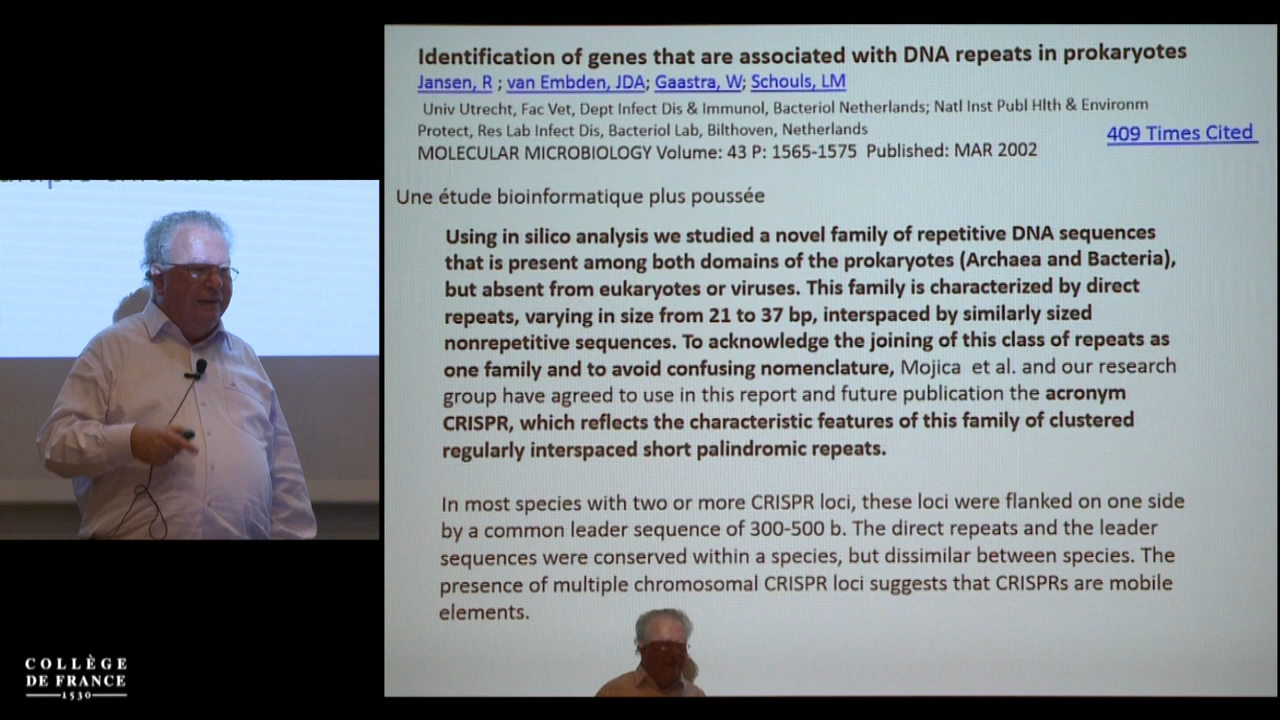 Identification of genes that are associated with DNA repeats in prokaryotes
Jansen, R ; van Embden, JDA; Gaastra, W; Schouls, LM
Univ Utrecht, Fac Vet, Dept Infect Dis & Immunol, Bacteriol Netherlands; Natl Inst Publ Hlth & Environm
Protect, Res Lab Infect Dis, Bacteriol Lab, Bilthoven, Netherlands
409 Times Cited
MOLECULAR MICROBIOLOGY Volume: 43 P: 1565-1575 Published: MAR 2002
Une étude bioinformatique plus poussée
Using in silico analysis we studied a novel family of repetitive DNA sequences
that is present among both domains of the prokaryotes (Archaea and Bacteria),
but absent from eukaryotes or viruses. This family is characterized by direct
repeats, varying in size from 21 to 37 bp, interspaced by similarly sized
nonrepetitive sequences. To acknowledge the joining of this class of repeats as
one family and to avoid confusing nomenclature, Mojica et al. and our research
group have agreed to use in this report and future publication the acronym
CRISPR, which reflects the characteristic features of this family of clustered
regularly interspaced short palindromic repeats.
In most species with two or more CRISPR loci, these loci were flanked on one side
by a common leader sequence of 300-500 b. The direct repeats and the leader
sequences were conserved within a species, but dissimilar between species. The
presence of multiple chromosomal CRISPR loci suggests that CRISPRs are mobile
elements.
COLLÈGE
DE FRANCE
1530